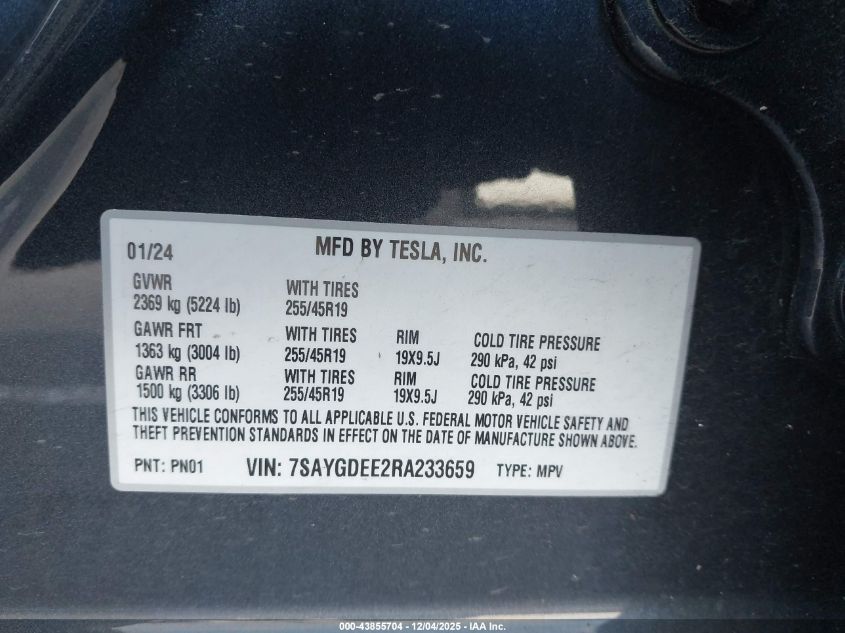 01/24 MFD BY TESLA, INC.
GVWR WITH TIRES
2369 kg (5224 lb) 255/45R19
GAWR FRT WITH TIRES RIM COLD TIRE PRESSURE
1363 kg (3004 lb) 255/45R19 19X9.5J 290 kPa, 42 psi
GAWR RR WITH TIRES RIM COLD TIRE PRESSURE
1500 kg (3306 lb) 255/45R19 19X9.5J 290 kPa, 42 psi
THIS VEHICLE CONFORMS TO ALL APPLICABLE U.S. FEDERAL MOTOR VEHICLE SAFETY AND
THEFT PREVENTION STANDARDS IN EFFECT ON THE DATE OF MANUFACTURE SHOWN ABOVE.
PNT: PN01 VIN: 7SAYGDEE2RA233659 TYPE: MPV
000-43855704 - 12/04/2025 - IAA Inc.